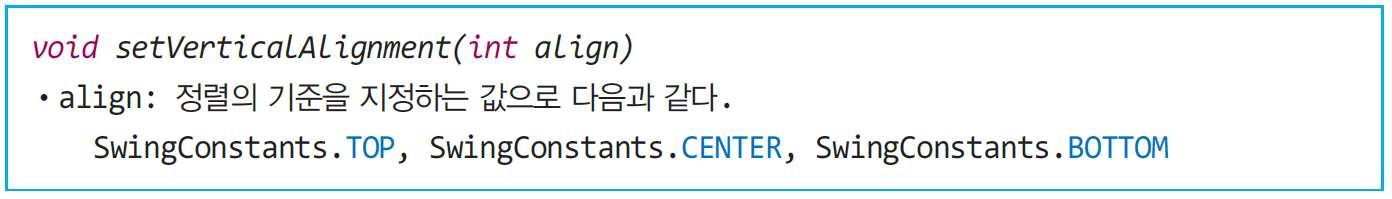 void setVerticalAlignment(int align)
• align: 정렬의 기준을 지정하는 값으로 다음과 같다.
SwingConstants.TOP, SwingConstants.CENTER, SwingConstants.BOTTOM